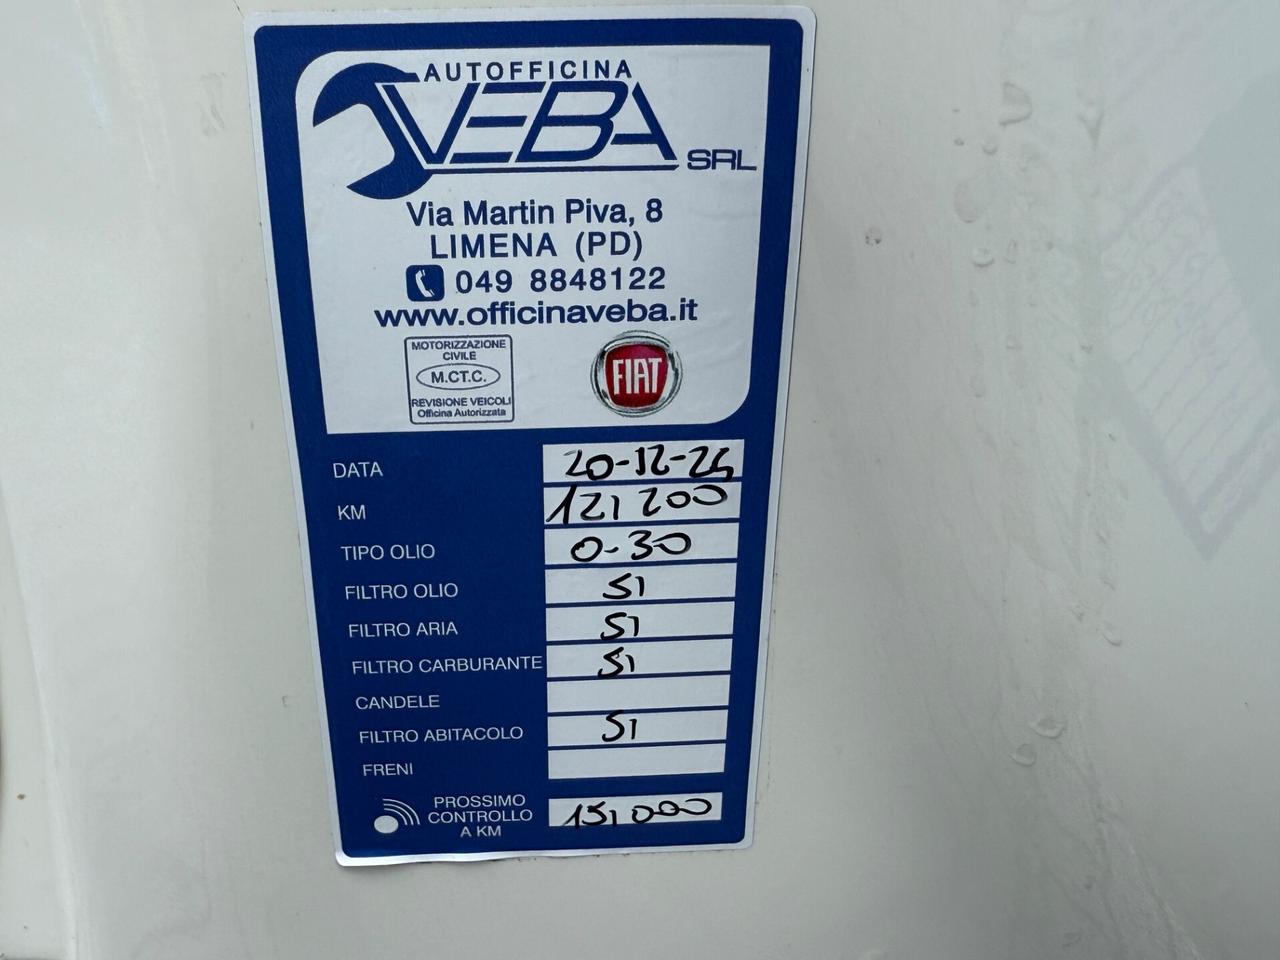 AUTOFFICINA
VEBA SRL
Via Martin Piva, 8
LIMENA (PD)
049 8848122
www.officinaveba.it
MOTORIZZAZIONE
CIVILE
M.CT.C.
REVISIONE VEICOLI
Officina Autorizzata
FIAT
DATA 20-12-24
KM 121200
TIPO OLIO 0-30
FILTRO OLIO SI
FILTRO ARIA SI
FILTRO CARBURANTE SI
CANDELE
FILTRO ABITACOLO SI
FRENI
PROSSIMO
CONTROLLO
A KM 151000